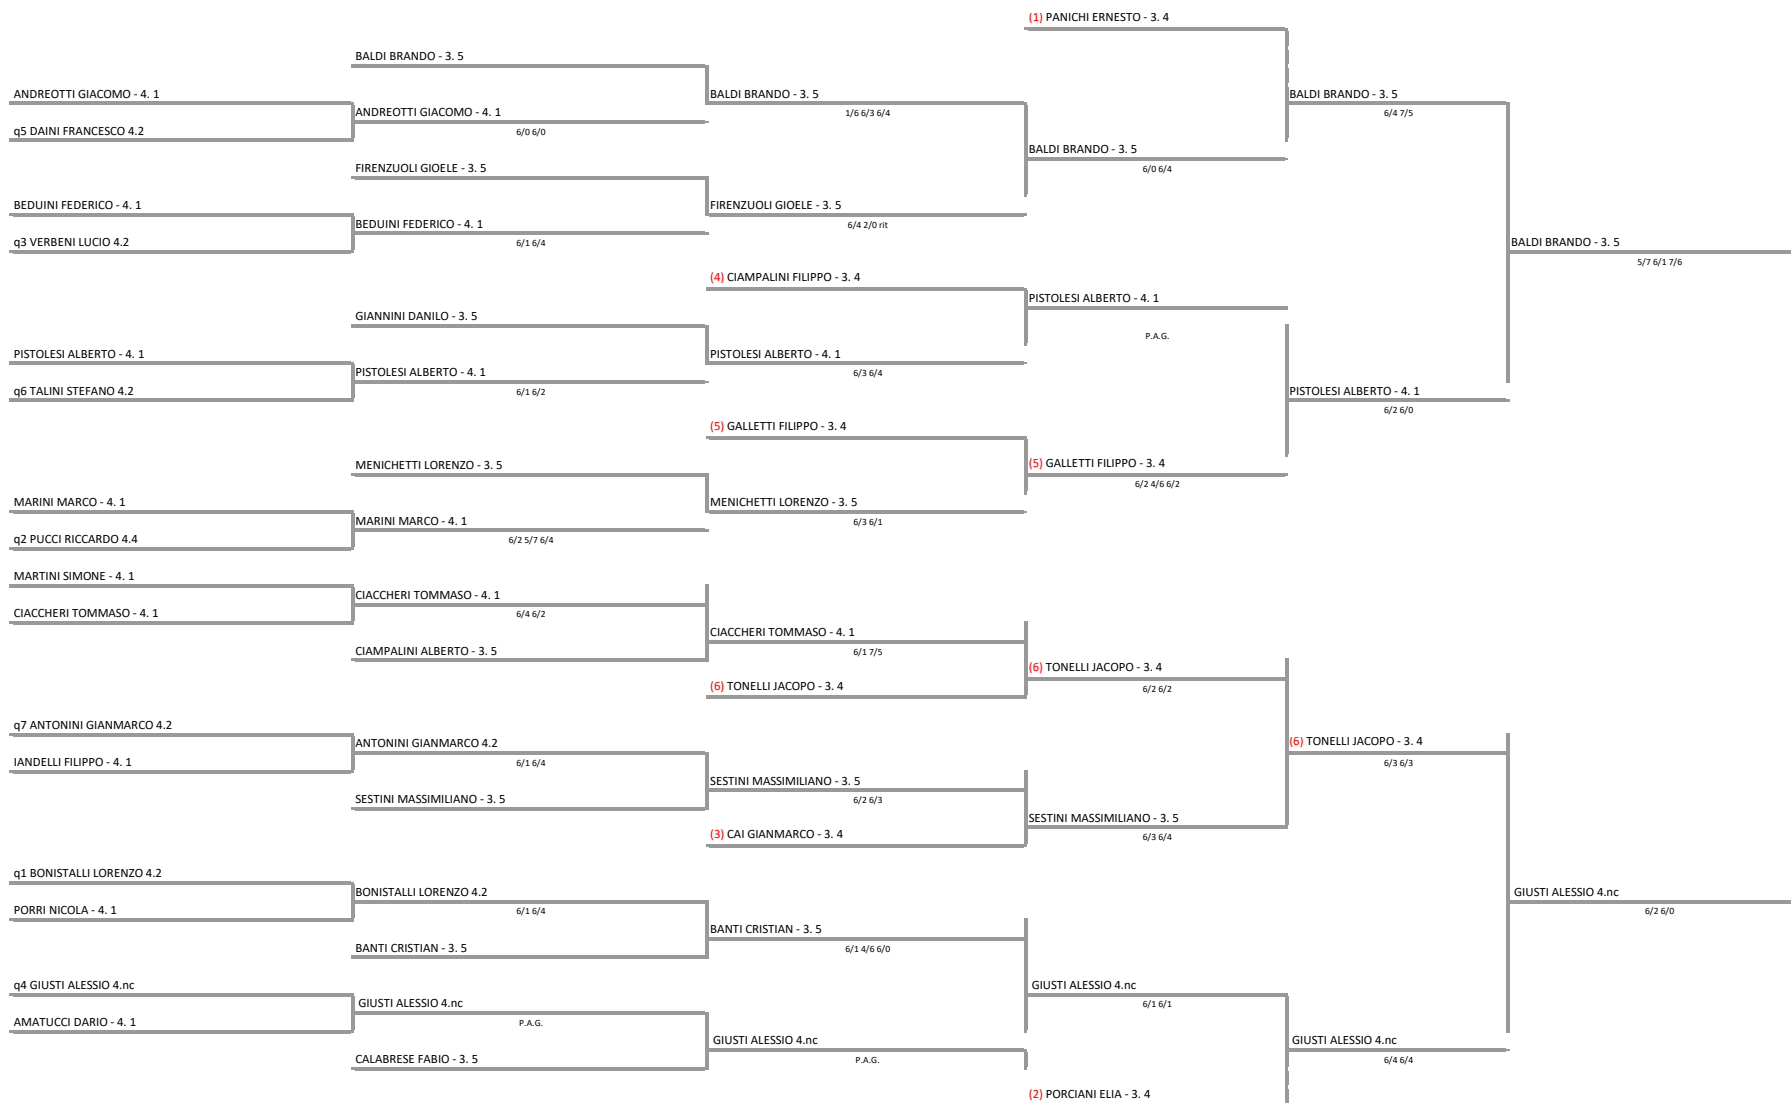 (1) PANICHI ERNESTO - 3. 4
BALDI BRANDO - 3. 5
ANDREOTTI GIACOMO - 4. 1
BALDI BRANDO - 3. 5
BALDI BRANDO - 3. 5
ANDREOTTI GIACOMO - 4. 1
1/6 6/3 6/4
6/4 7/5
q5 DAINI FRANCESCO 4.2
6/0 6/0
BALDI BRANDO - 3. 5
FIRENZUOLI GIOELE - 3. 5
6/0 6/4
BEDUINI FEDERICO - 4. 1
FIRENZUOLI GIOELE - 3. 5
BEDUINI FEDERICO - 4. 1
6/4 2/0 rit
q3 VERBENI LUCIO 4.2
6/1 6/4
BALDI BRANDO - 3. 5
5/7 6/1 7/6
(4) CIAMPALINI FILIPPO - 3. 4
PISTOLESI ALBERTO - 4. 1
GIANNINI DANILO - 3. 5
P.A.G.
PISTOLESI ALBERTO - 4. 1
PISTOLESI ALBERTO - 4. 1
PISTOLESI ALBERTO - 4. 1
6/3 6/4
q6 TALINI STEFANO 4.2
6/1 6/2
PISTOLESI ALBERTO - 4. 1
6/2 6/0
(5) GALLETTI FILIPPO - 3. 4
MENICHETTI LORENZO - 3. 5
(5) GALLETTI FILIPPO - 3. 4
6/2 4/6 6/2
MARINI MARCO - 4. 1
MENICHETTI LORENZO - 3. 5
MARINI MARCO - 4. 1
6/3 6/1
q2 PUCCI RICCARDO 4.4
6/2 5/7 6/4
MARTINI SIMONE - 4. 1
CIACCHERI TOMMASO - 4. 1
CIACCHERI TOMMASO - 4. 1
6/4 6/2
CIACCHERI TOMMASO - 4. 1
CIAMPALINI ALBERTO - 3. 5
6/1 7/5
(6) TONELLI JACOPO - 3. 4
(6) TONELLI JACOPO - 3. 4
6/2 6/2
q7 ANTONINI GIANMARCO 4.2
ANTONINI GIANMARCO 4.2
(6) TONELLI JACOPO - 3. 4
IANDELLI FILIPPO - 4. 1
6/1 6/4
6/3 6/3
SESTINI MASSIMILIANO - 3. 5
SESTINI MASSIMILIANO - 3. 5
6/2 6/3
SESTINI MASSIMILIANO - 3. 5
(3) CAI GIANMARCO - 3. 4
6/3 6/4
q1 BONISTALLI LORENZO 4.2
BONISTALLI LORENZO 4.2
GIUSTI ALESSIO 4.nc
PORRI NICOLA - 4. 1
6/1 6/4
6/2 6/0
BANTI CRISTIAN - 3. 5
BANTI CRISTIAN - 3. 5
6/1 4/6 6/0
q4 GIUSTI ALESSIO 4.nc
GIUSTI ALESSIO 4.nc
GIUSTI ALESSIO 4.nc
6/1 6/1
AMATUCCI DARIO - 4. 1
P.A.G.
GIUSTI ALESSIO 4.nc
GIUSTI ALESSIO 4.nc
CALABRESE FABIO - 3. 5
P.A.G.
6/4 6/4
(2) PORCIANI ELIA - 3. 4